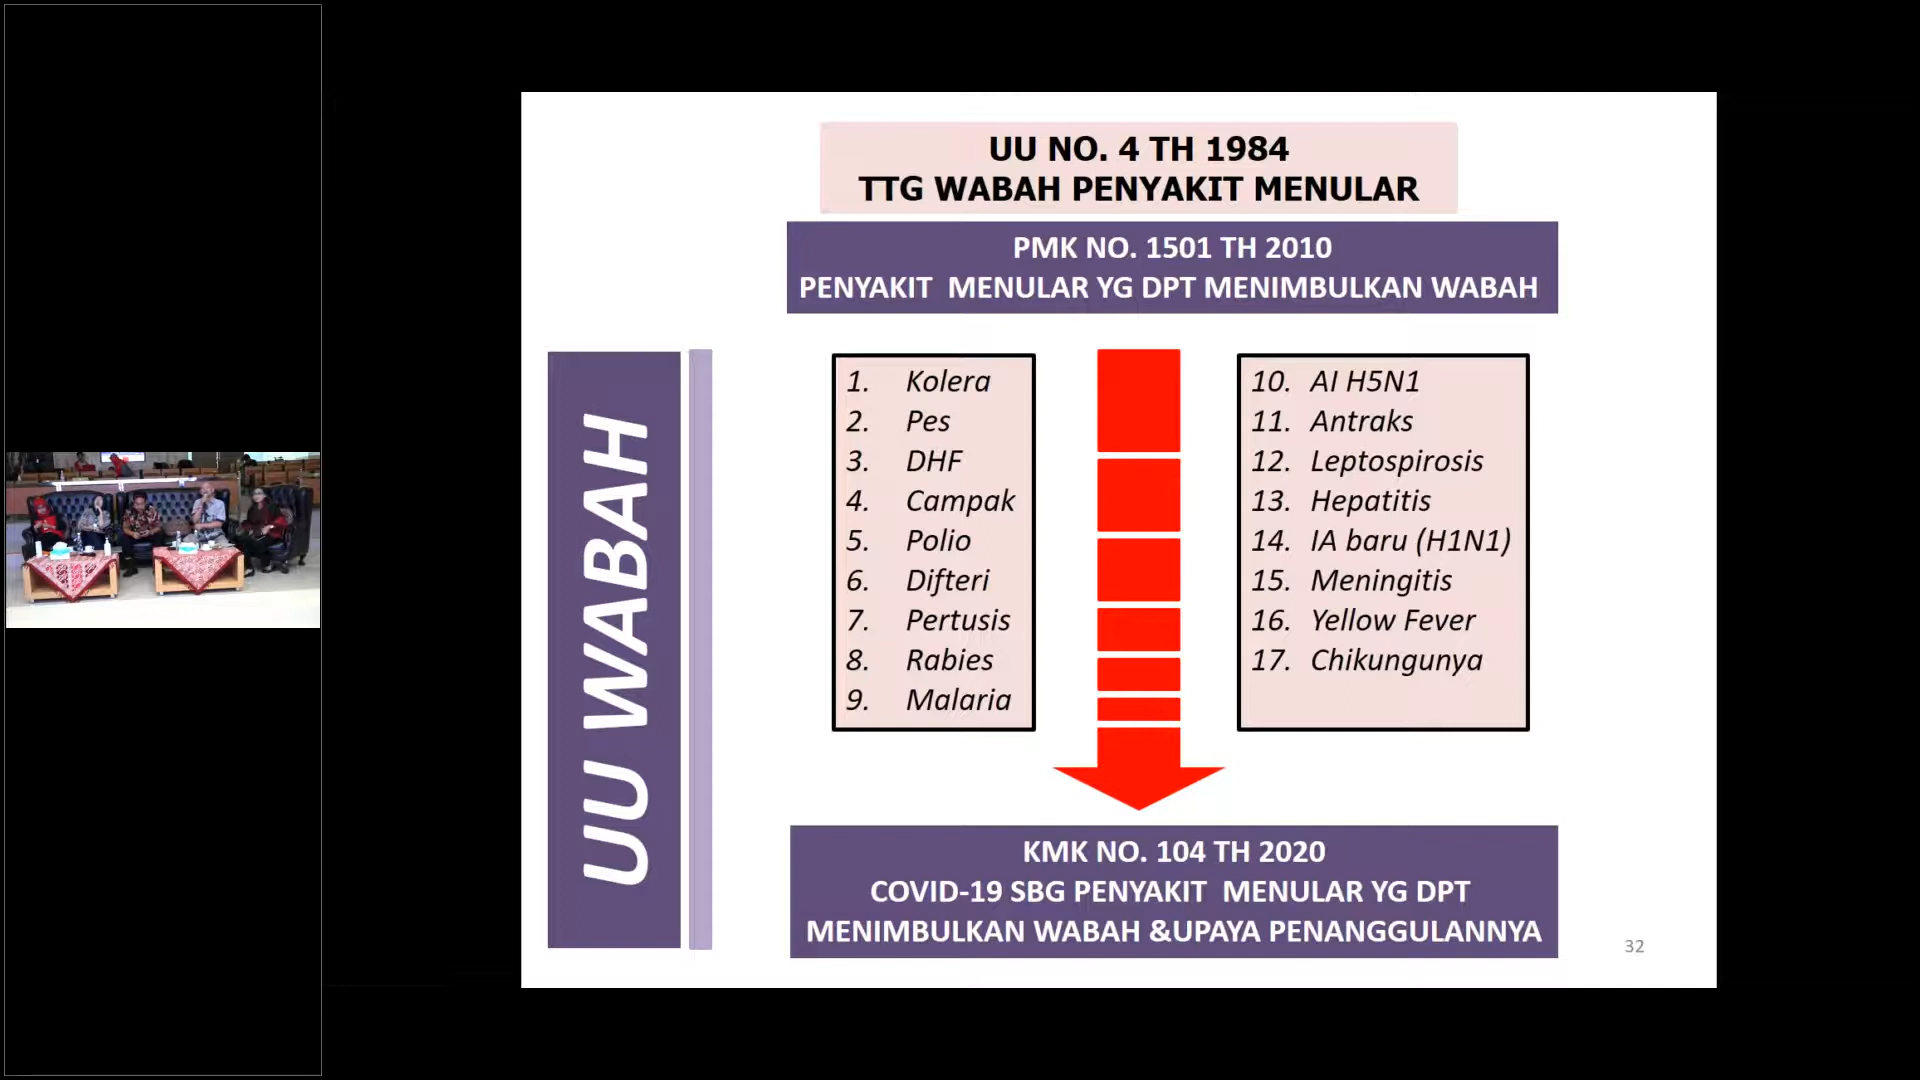 UU NO. 4 TH 1984
TTG WABAH PENYAKIT MENULAR
PMK NO. 1501 TH 2010
PENYAKIT  MENULAR YG DPT MENIMBULKAN WABAH
UU WABAH
1. Kolera
2. Pes
3. DHF
4. Campak
5. Polio
6. Difteri
7. Pertusis
8. Rabies
9. Malaria
10. AI H5N1
11. Antraks
12. Leptospirosis
13. Hepatitis
14. IA baru (H1N1)
15. Meningitis
16. Yellow Fever
17. Chikungunya
KMK NO. 104 TH 2020
COVID-19 SBG PENYAKIT  MENULAR YG DPT
MENIMBULKAN WABAH &UPAYA PENANGGULANNYA
32